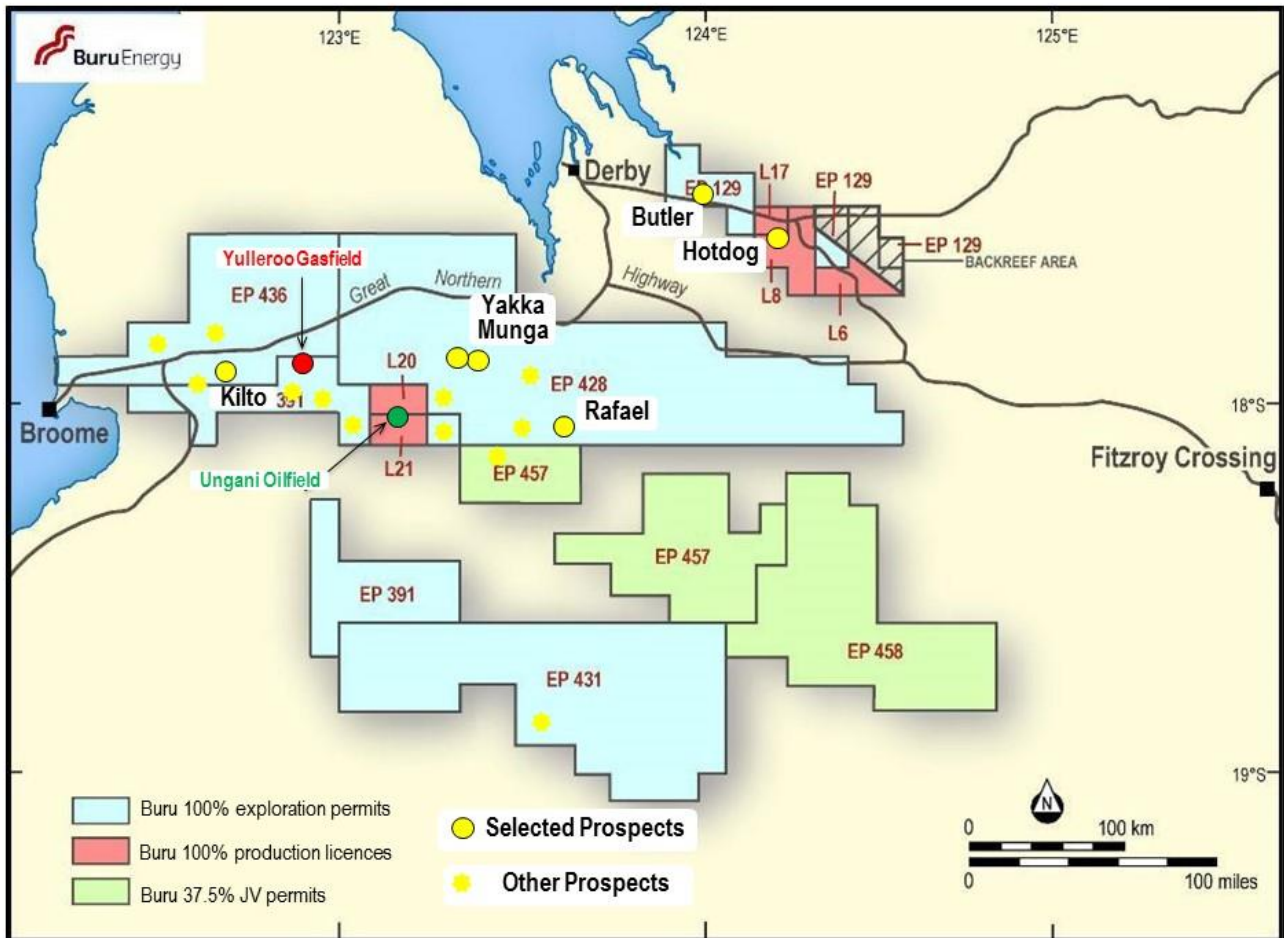 BuruEnergy
123°E
124°E
125°E
Derby
EP 129
L17
EP 129
Butler
Hotdog
EP 129
BACKREEF AREA
Yulleroo Gasfield
EP 436
Great
Northern
Highway
L8
L6
Yakka
Munga
L20
EP 428
Kilto
391
Rafael
18°S
Broome
L21
EP 457
Fitzroy Crossing
Ungani Oilfield
EP 457
EP 391
EP 458
EP 431
19°S
Buru 100% exploration permits
Buru 100% production licences
Buru 37.5% JV permits
Selected Prospects
Other Prospects
N
0 100 km
0 100 miles